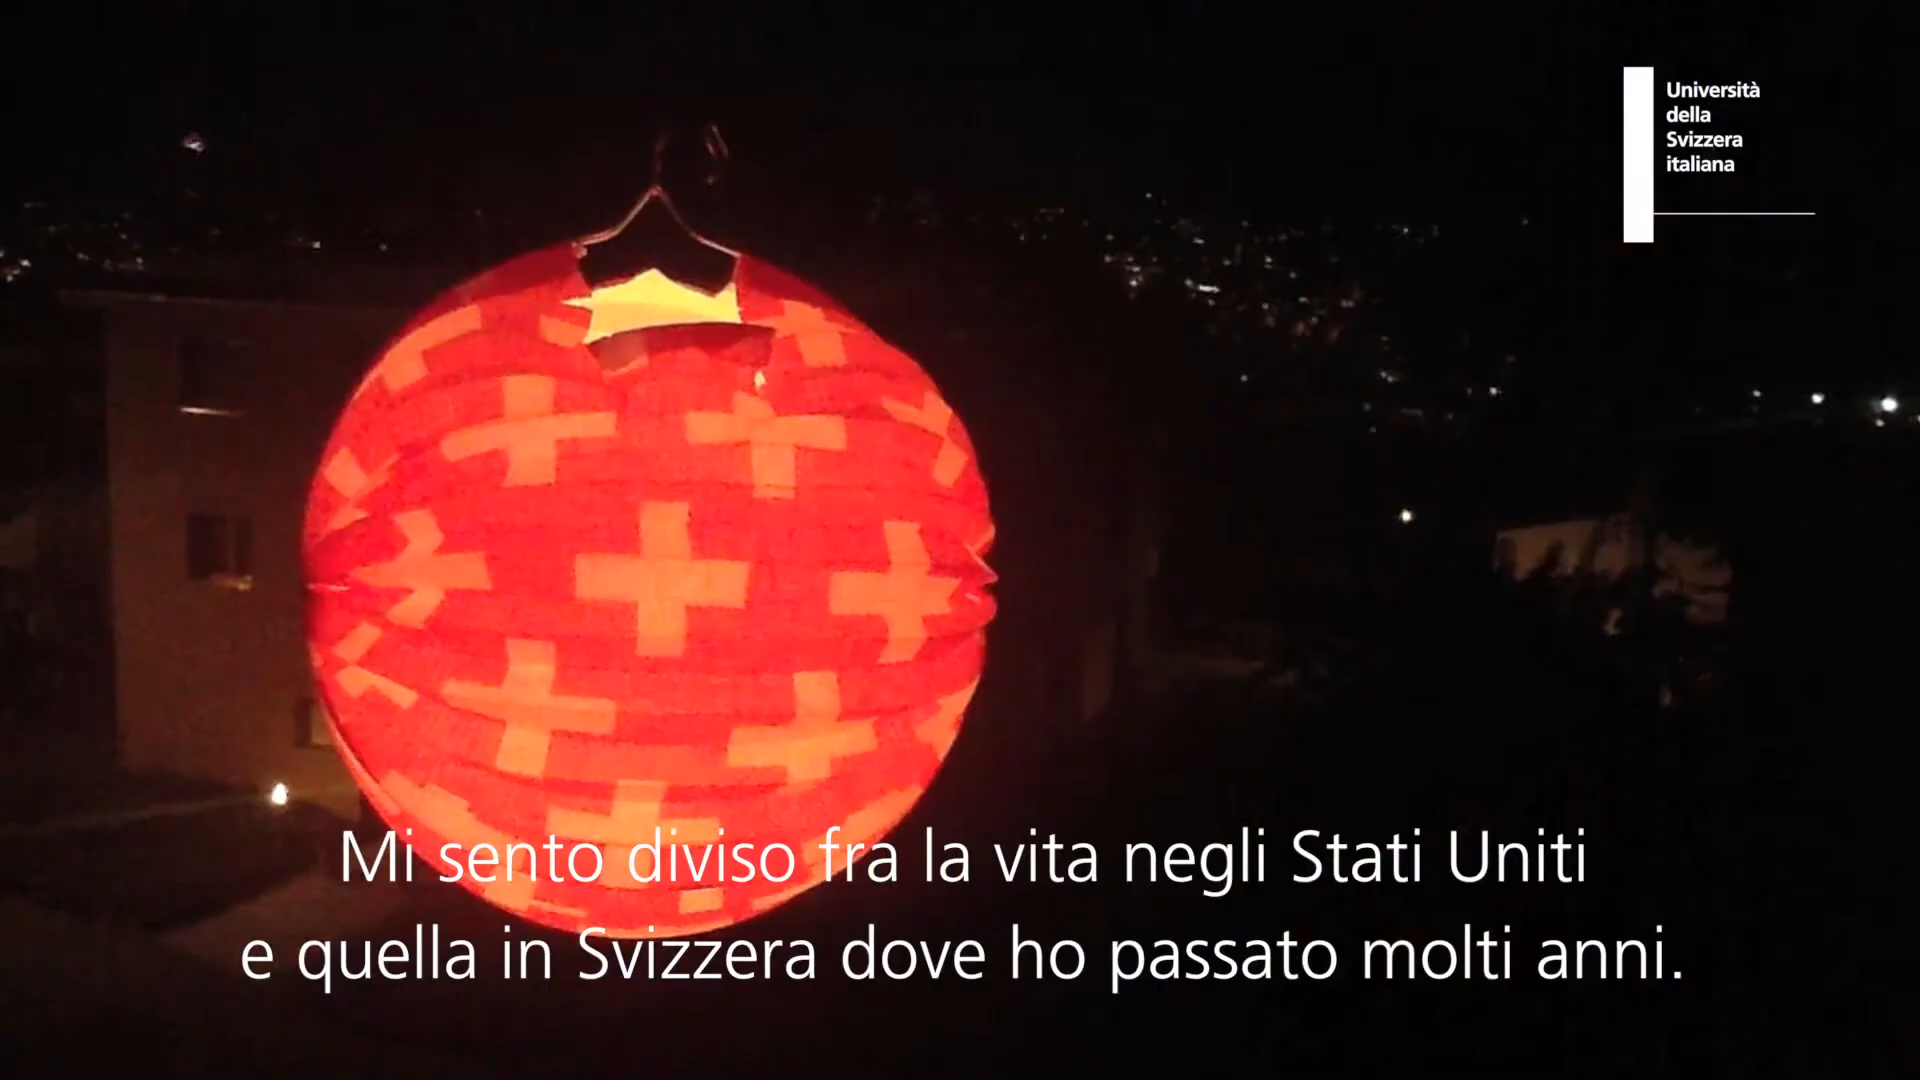 Università
della
Svizzera
italiana
Mi sento diviso fra la vita negli Stati Uniti
e quella in Svizzera dove ho passato molti anni.